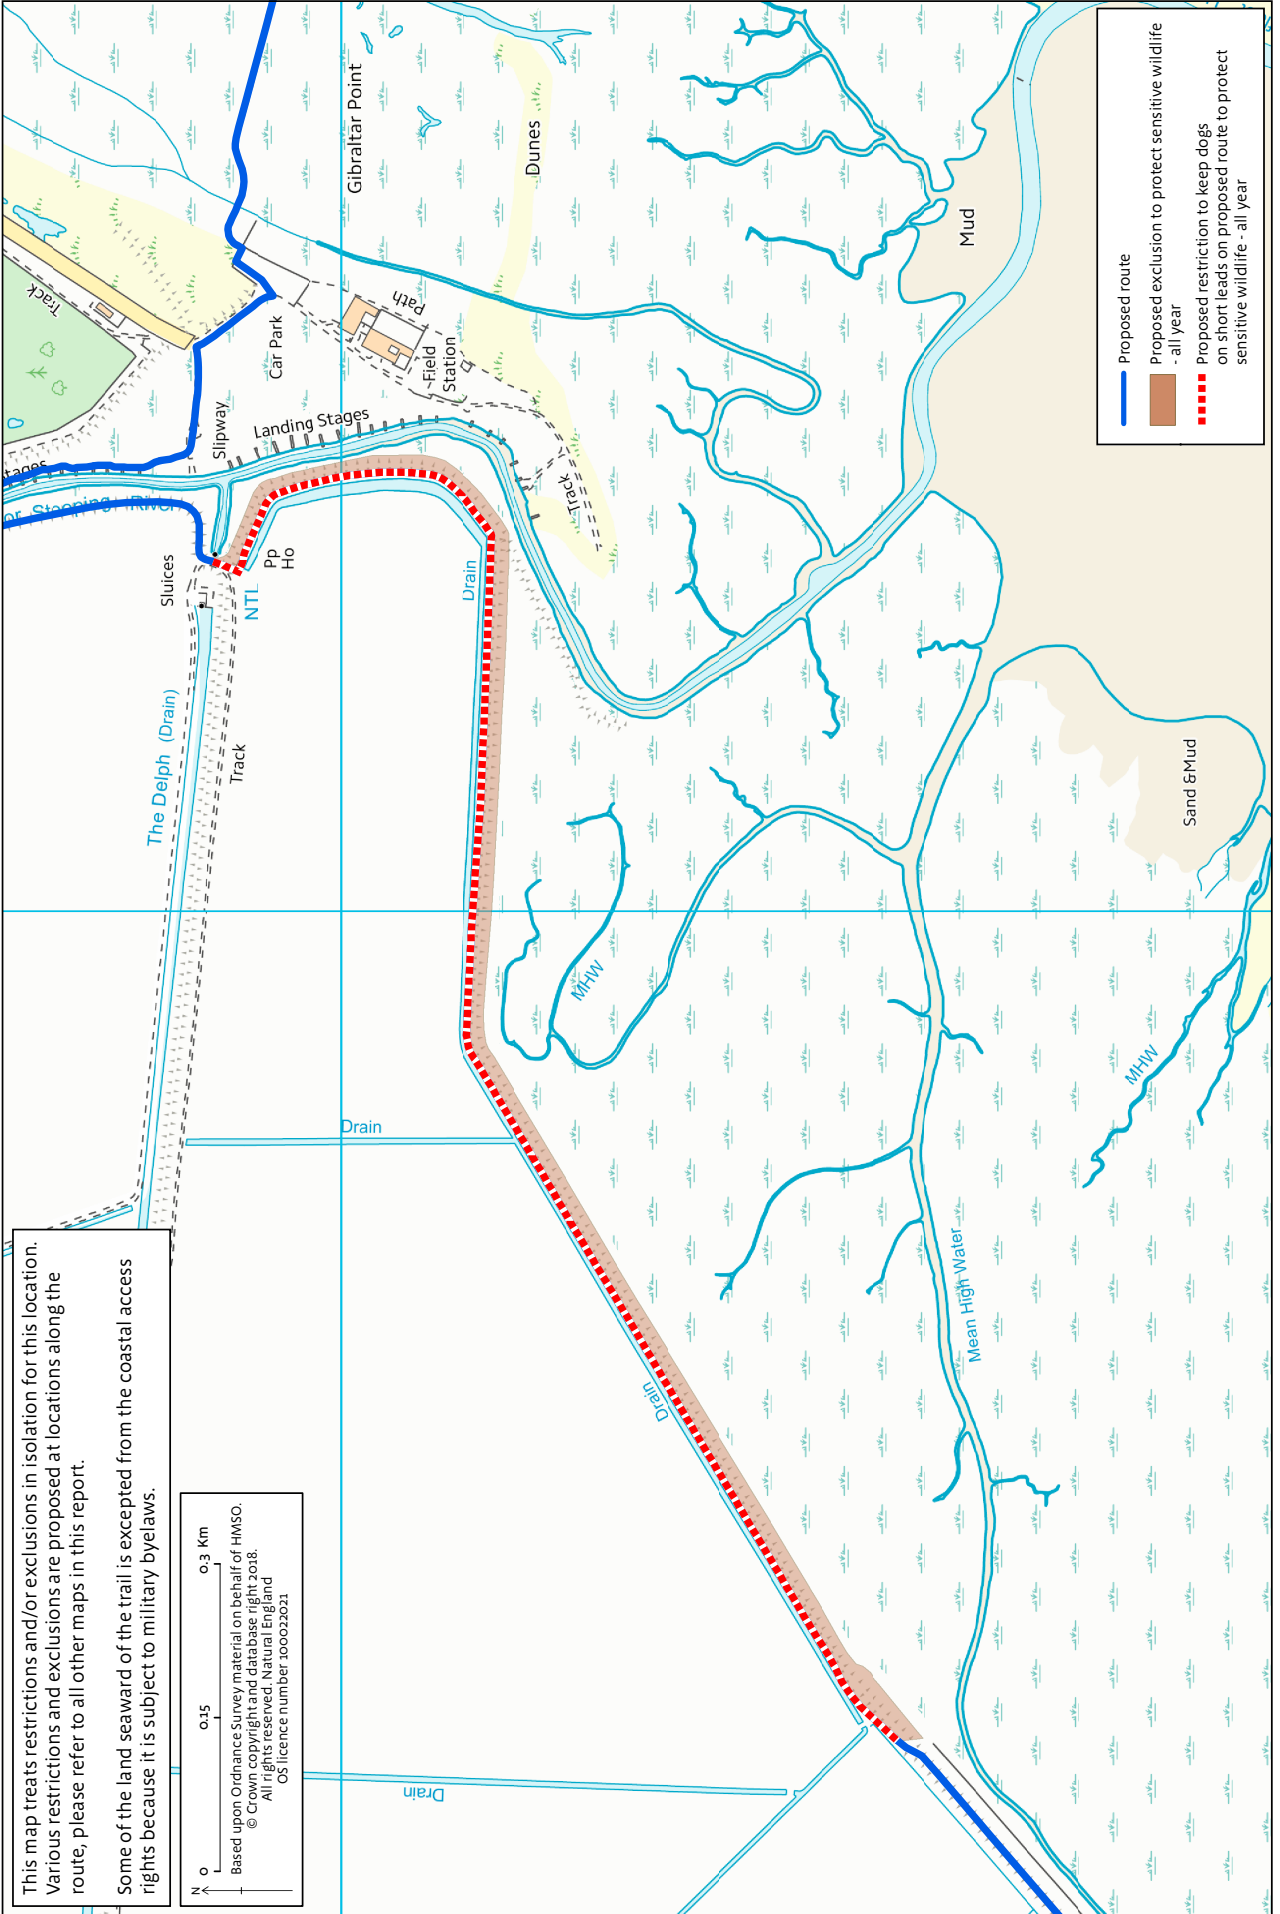 This map treats restrictions and/or exclusions in isolation for this location.
Various restrictions and exclusions are proposed at locations along the
route, please refer to all other maps in this report.
Some of the land seaward of the trail is excepted from the coastal access
rights because it is subject to military byelaws.
N
0 0.15 0.3 Km
Based upon Ordnance Survey material on behalf of HMSO.
© Crown copyright and database right 2018.
All rights reserved. Natural England
OS licence number 100022021
Track
tages
or Steeping River
Slipway
Car Park
Landing Stages
Gibraltar Point
Path
Field
Station
Dunes
Track
Mud
Sluices
NTL
Pp
Ho
Drain
The Delph (Drain)
Track
Drain
MHW
Drain
Drain
Mean High Water
MHW
Sand & Mud
Proposed route
Proposed exclusion to protect sensitive wildlife
- all year
Proposed restriction to keep dogs
on short leads on proposed route to protect
sensitive wildlife - all year